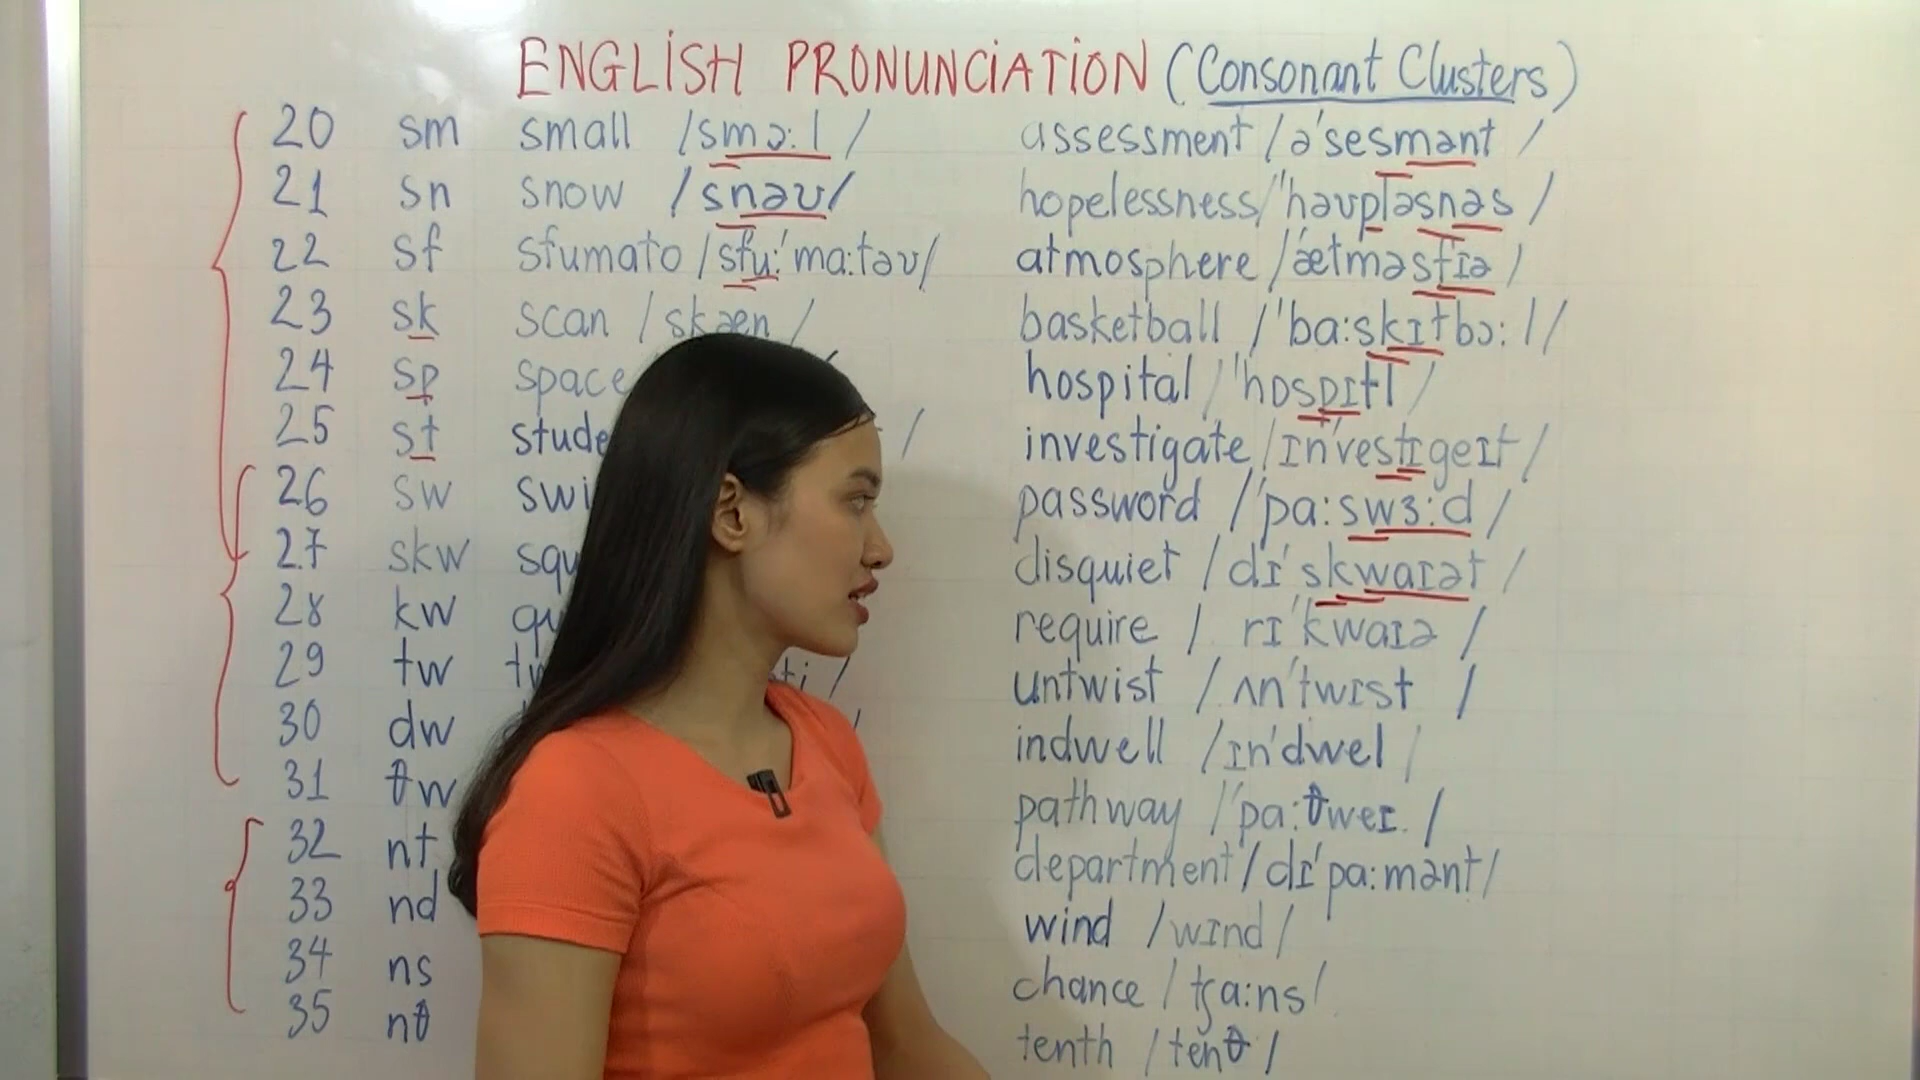 ENGLISH PRONUNCIATION (Consonant Clusters)
20 sm small /smɔ:l/ assessment /ə'sesmənt/
21 sn snow /snəʊ/ hopelessness /'həʊpləsnəs/
22 sf sfumato /sfu:'ma:təʊ/ atmosphere /'ætməsfɪə/
23 sk scan /skæn/ basketball /'ba:skɪtbɔ:l/
24 sp space / hospital /'hɒspɪtl/
25 st / investigate /ɪn'vestɪgeɪt/
26 sw password /'pa:swɜ:d/
27 skw disquiet /dɪ'skwaɪət/
28 kw require /rɪ'kwaɪə/
29 tw / untwist /ʌn'twɪst/
30 dw / indwell /ɪn'dwel/
31 θw pathway /'pa:θweɪ/
32 nt department /dɪ'pa:mənt/
33 nd wind /wɪnd/
34 ns chance /tʃa:ns/
35 nθ tenth /tenθ/